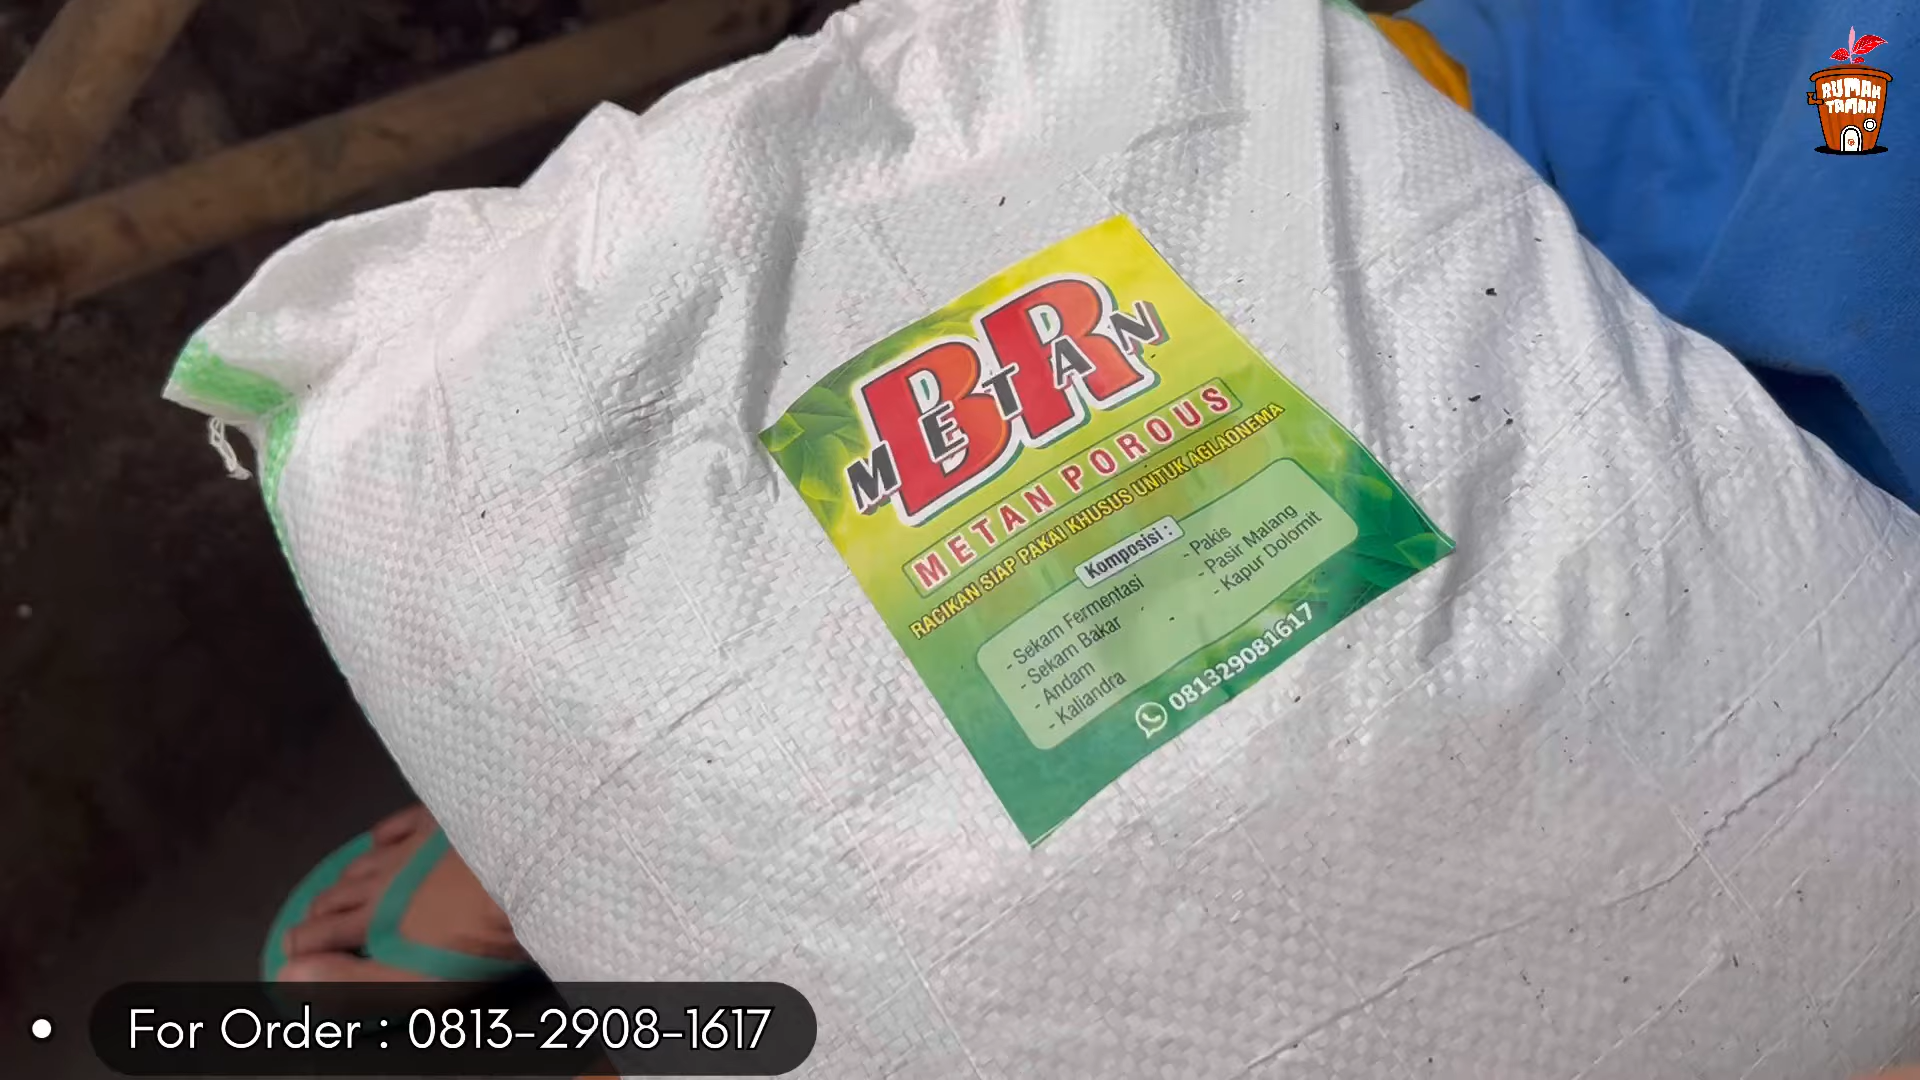 RUMAH
TAMAN
BR
METAN
METAN POROUS
RACIKAN SIAP PAKAI KHUSUS UNTUK AGLAONEMA
Komposisi :
- Sekam Fermentasi
- Sekam Bakar
- Andam
- Kaliandra
- Pakis
- Pasir Malang
- Kapur Dolomit
081329081617
For Order : 0813-2908-1617